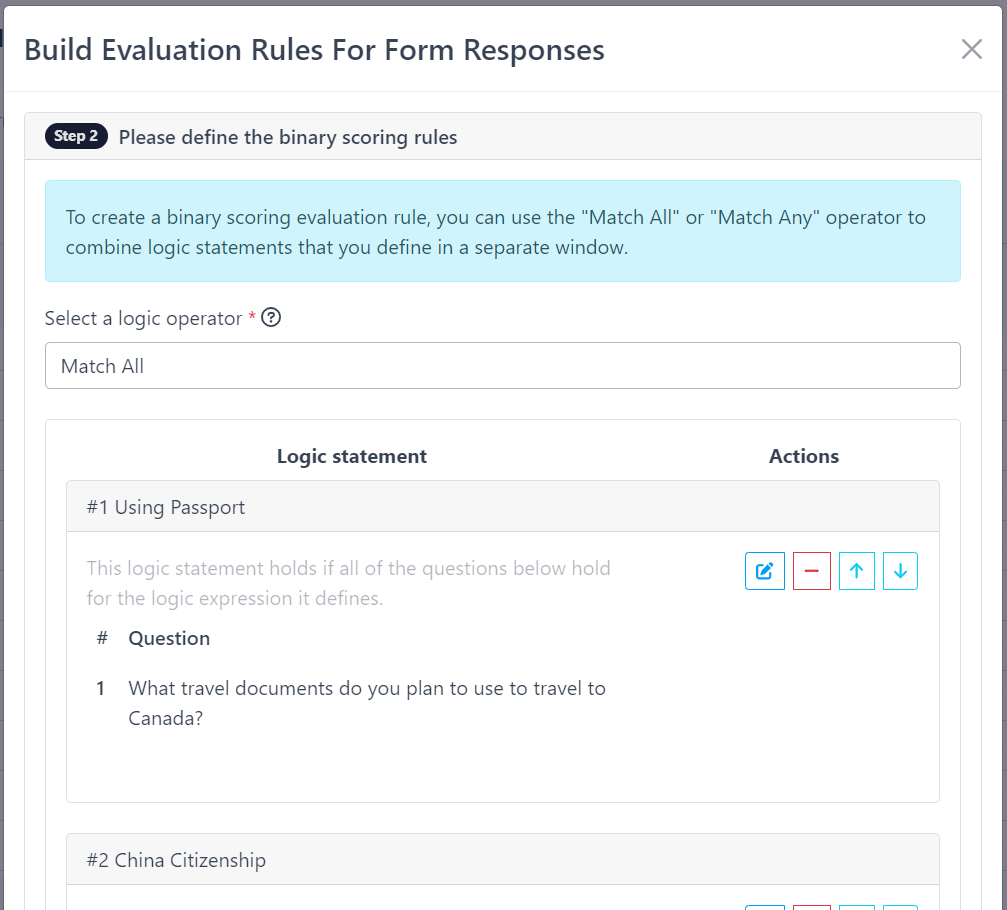 Build Evaluation Rules For Form Responses
Step 2 Please define the binary scoring rules
To create a binary scoring evaluation rule, you can use the "Match All" or "Match Any" operator to
combine logic statements that you define in a separate window.
Select a logic operator *
Match All
Logic statement Actions
#1 Using Passport
This logic statement holds if all of the questions below hold
for the logic expression it defines.
# Question
1 What travel documents do you plan to use to travel to
Canada?
#2 China Citizenship